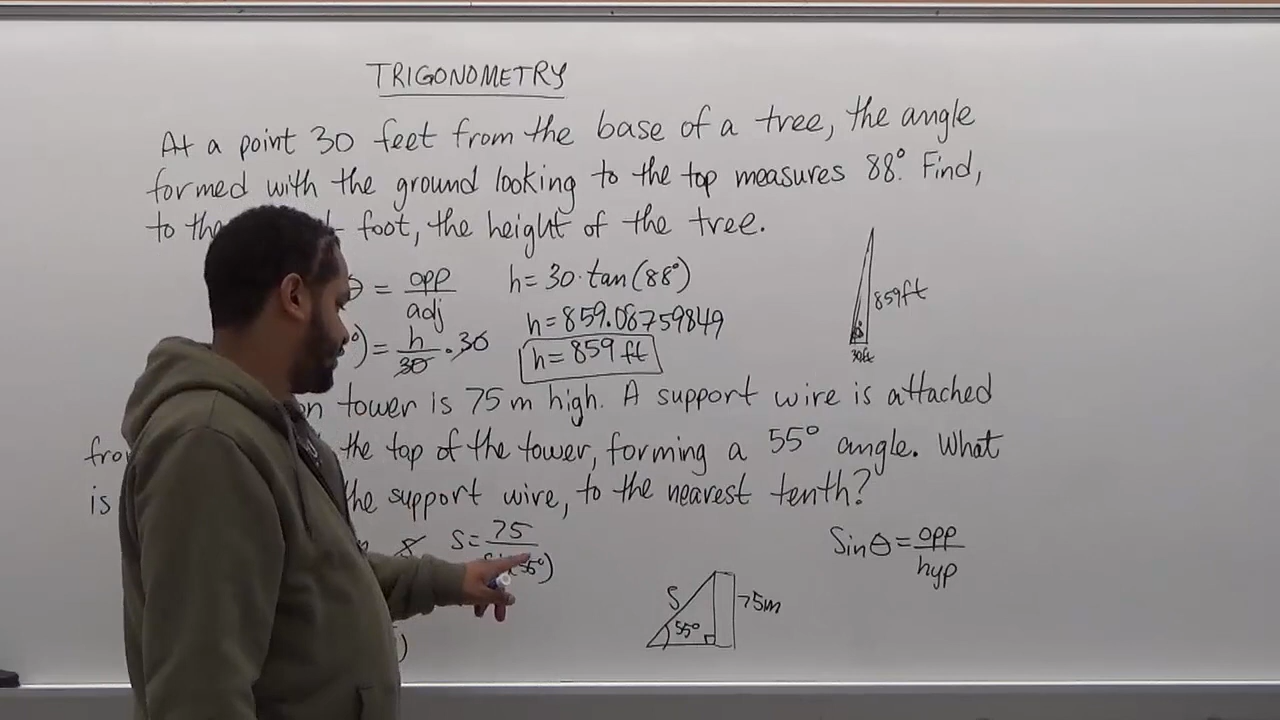 TRIGONOMETRY
At a point 30 feet from the base of a tree, the angle
formed with the ground looking to the top measures 88°. Find,
to foot, the height of the tree.
θ = opp/adj h = 30·tan(88°)
°) = h/30 · 30 h = 859.08759849
h = 859 ft
859ft
30ft
tower is 75 m high. A support wire is attached
the top of the tower, forming a 55° angle. What
is the support wire, to the nearest tenth?
S = 75/sin(55°)
Sinθ = opp/hyp
S 55° 75m